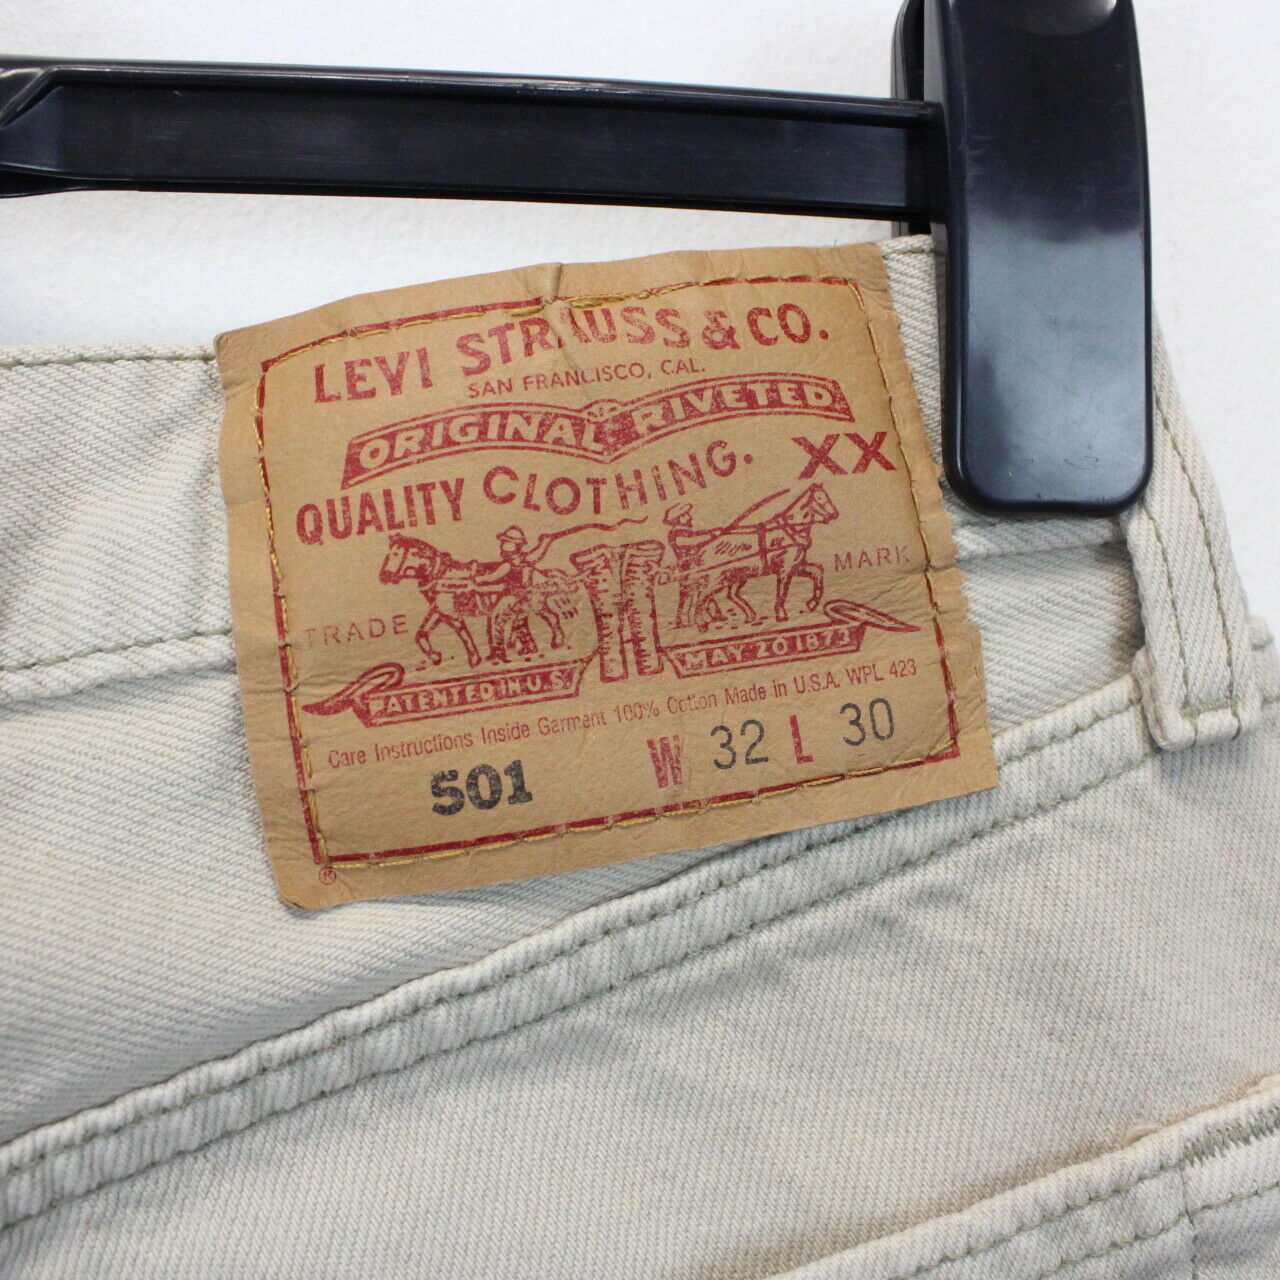 LEVI STRAUSS & CO.
SAN FRANCISCO, CAL.
ORIGINAL RIVETED
QUALITY CLOTHING. XX
TRADE MARK
PATENTED IN U.S. MAY 20 1873
Care Instructions Inside Garment 100% Cotton Made in U.S.A. WPL 423
501 W 32 L 30
®